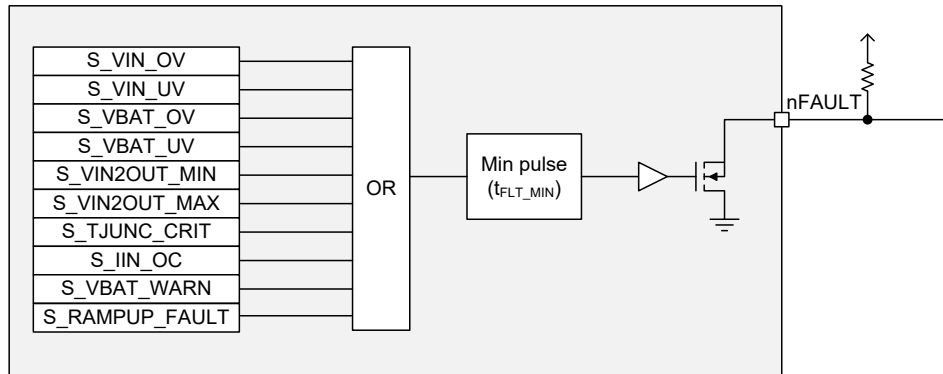 S_VIN_OV
S_VIN_UV
S_VBAT_OV
S_VBAT_UV
S_VIN2OUT_MIN
S_VIN2OUT_MAX
S_TJUNC_CRIT
S_IIN_OC
S_VBAT_WARN
S_RAMPUP_FAULT
OR
Min pulse
(tFLT_MIN)
nFAULT